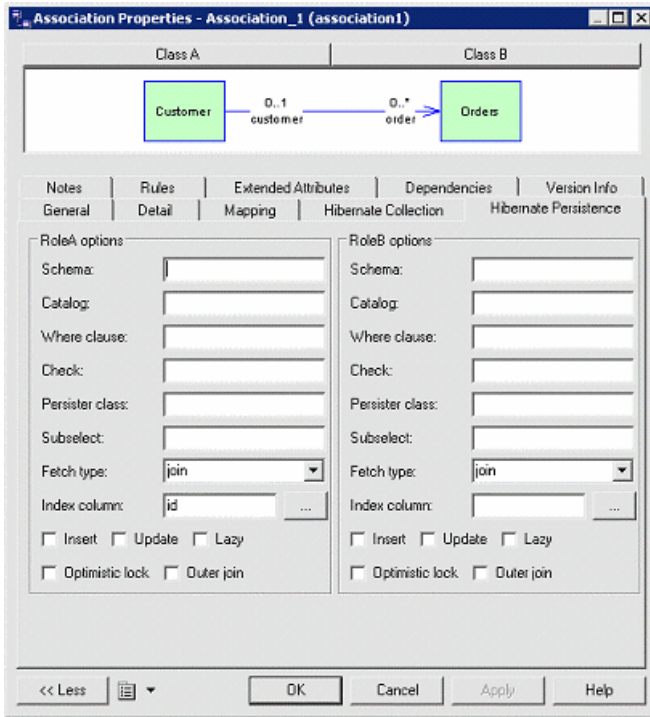 Association Properties - Association_1 (association1)
Class A Class B
Customer 0..1 customer 0..* order Orders
Notes Rules Extended Attributes Dependencies Version Info
General Detail Mapping Hibernate Collection Hibernate Persistence
RoleA options RoleB options
Schema: Schema:
Catalog: Catalog:
Where clause: Where clause:
Check: Check:
Persister class: Persister class:
Subselect: Subselect:
Fetch type: join Fetch type: join
Index column: id ... Index column: ...
Insert Update Lazy Insert Update Lazy
Optimistic lock Outer join Optimistic lock Outer join
<< Less OK Cancel Apply Help